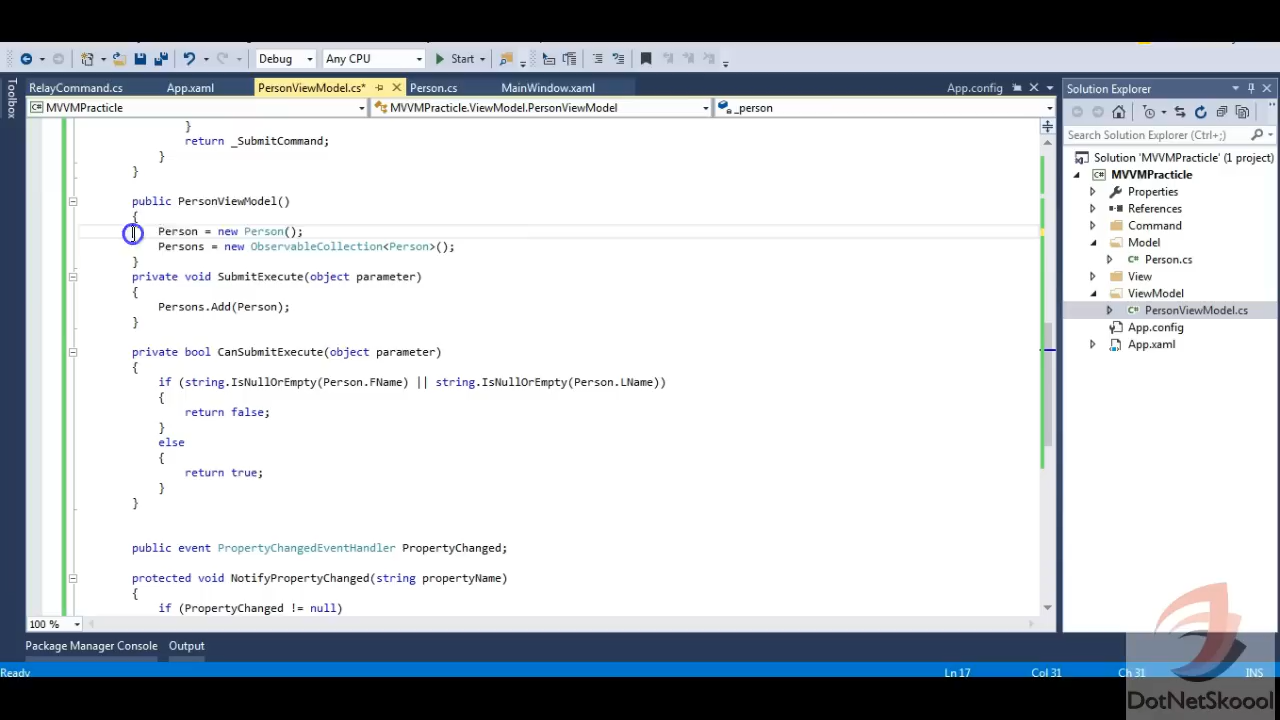 Debug
Any CPU
Start
RelayCommand.cs
App.xaml
PersonViewModel.cs*
Person.cs
MainWindow.xaml
App.config
MVVMPracticle
MVVMPracticle.ViewModel.PersonViewModel
_person
Toolbox
}
return _SubmitCommand;
}
}
public PersonViewModel()
{
Person = new Person();
Persons = new ObservableCollection<Person>();
}
private void SubmitExecute(object parameter)
{
Persons.Add(Person);
}
private bool CanSubmitExecute(object parameter)
{
if (string.IsNullOrEmpty(Person.FName) || string.IsNullOrEmpty(Person.LName))
{
return false;
}
else
{
return true;
}
}
public event PropertyChangedEventHandler PropertyChanged;
protected void NotifyPropertyChanged(string propertyName)
{
if (PropertyChanged != null)
100 %
Solution Explorer
Search Solution Explorer (Ctrl+;)
Solution 'MVVMPracticle' (1 project)
MVVMPracticle
Properties
References
Command
Model
Person.cs
View
ViewModel
PersonViewModel.cs
App.config
App.xaml
Package Manager Console
Output
Ready
Ln 17
Col 31
Ch 31
INS
DotNetSkoool